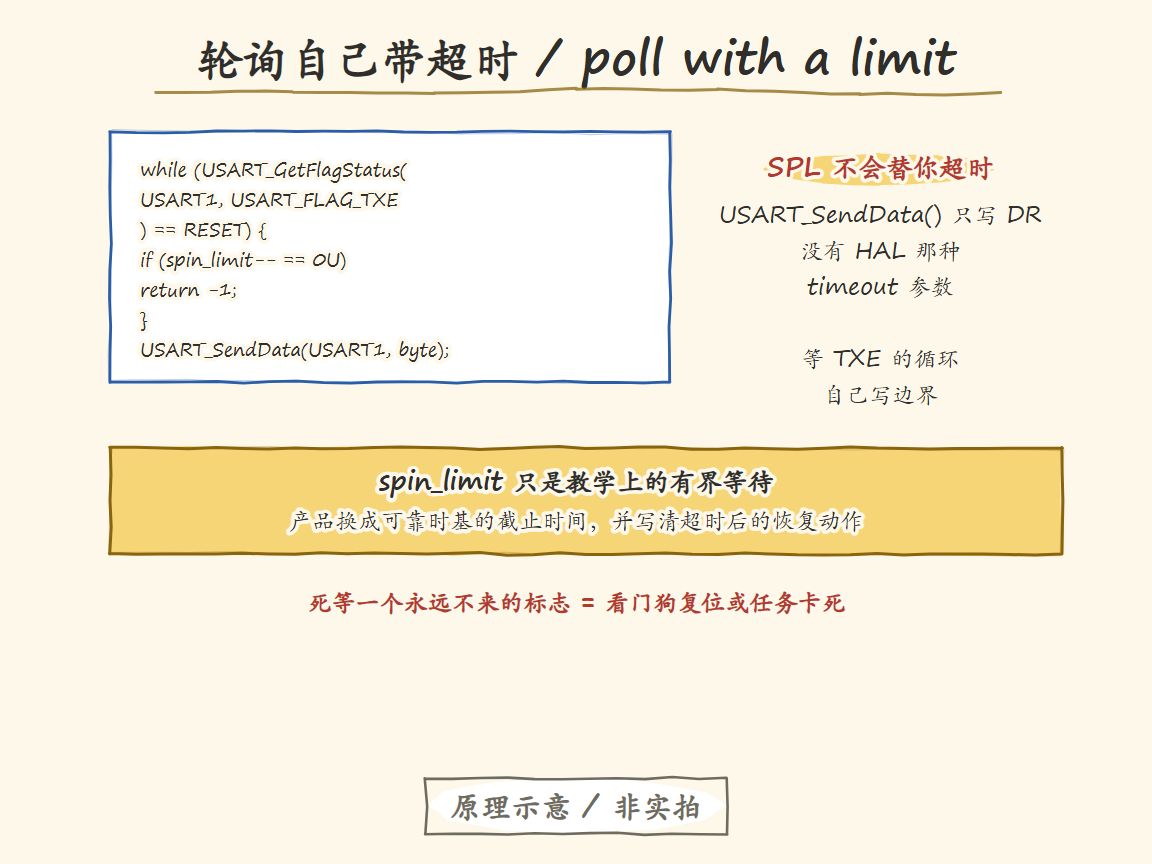 轮询自己带超时 / poll with a limit
while (USART_GetFlagStatus(
USART1, USART_FLAG_TXE
) == RESET) {
if (spin_limit-- == 0U)
return -1;
}
USART_SendData(USART1, byte);
SPL 不会替你超时
USART_SendData() 只写 DR
没有 HAL 那种
timeout 参数
等 TXE 的循环
自己写边界
spin_limit 只是教学上的有界等待
产品换成可靠时基的截止时间，并写清超时后的恢复动作
死等一个永远不来的标志 = 看门狗复位或任务卡死
原理示意 / 非实拍